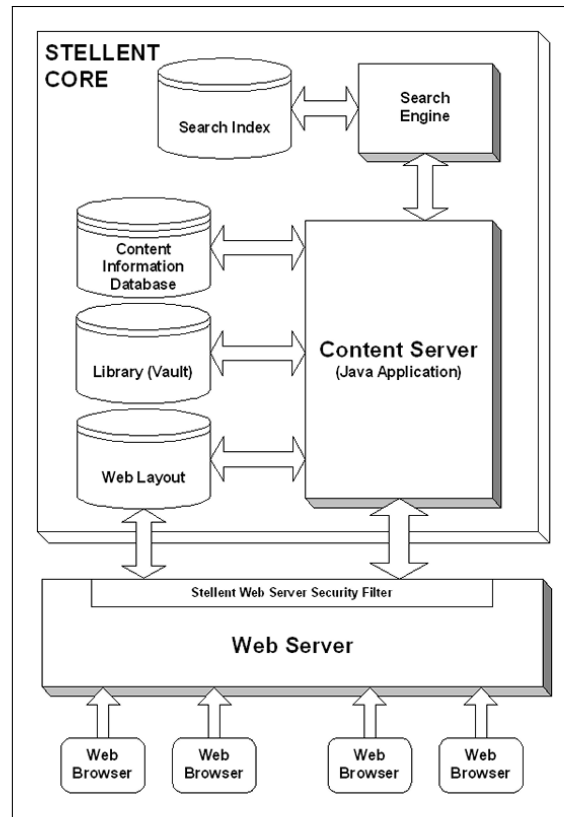 STELLENT
CORE
Search Index
Search
Engine
Content
Information
Database
Library (Vault)
Web Layout
Content Server
(Java Application)
Stellent Web Server Security Filter
Web Server
Web
Browser
Web
Browser
Web
Browser
Web
Browser